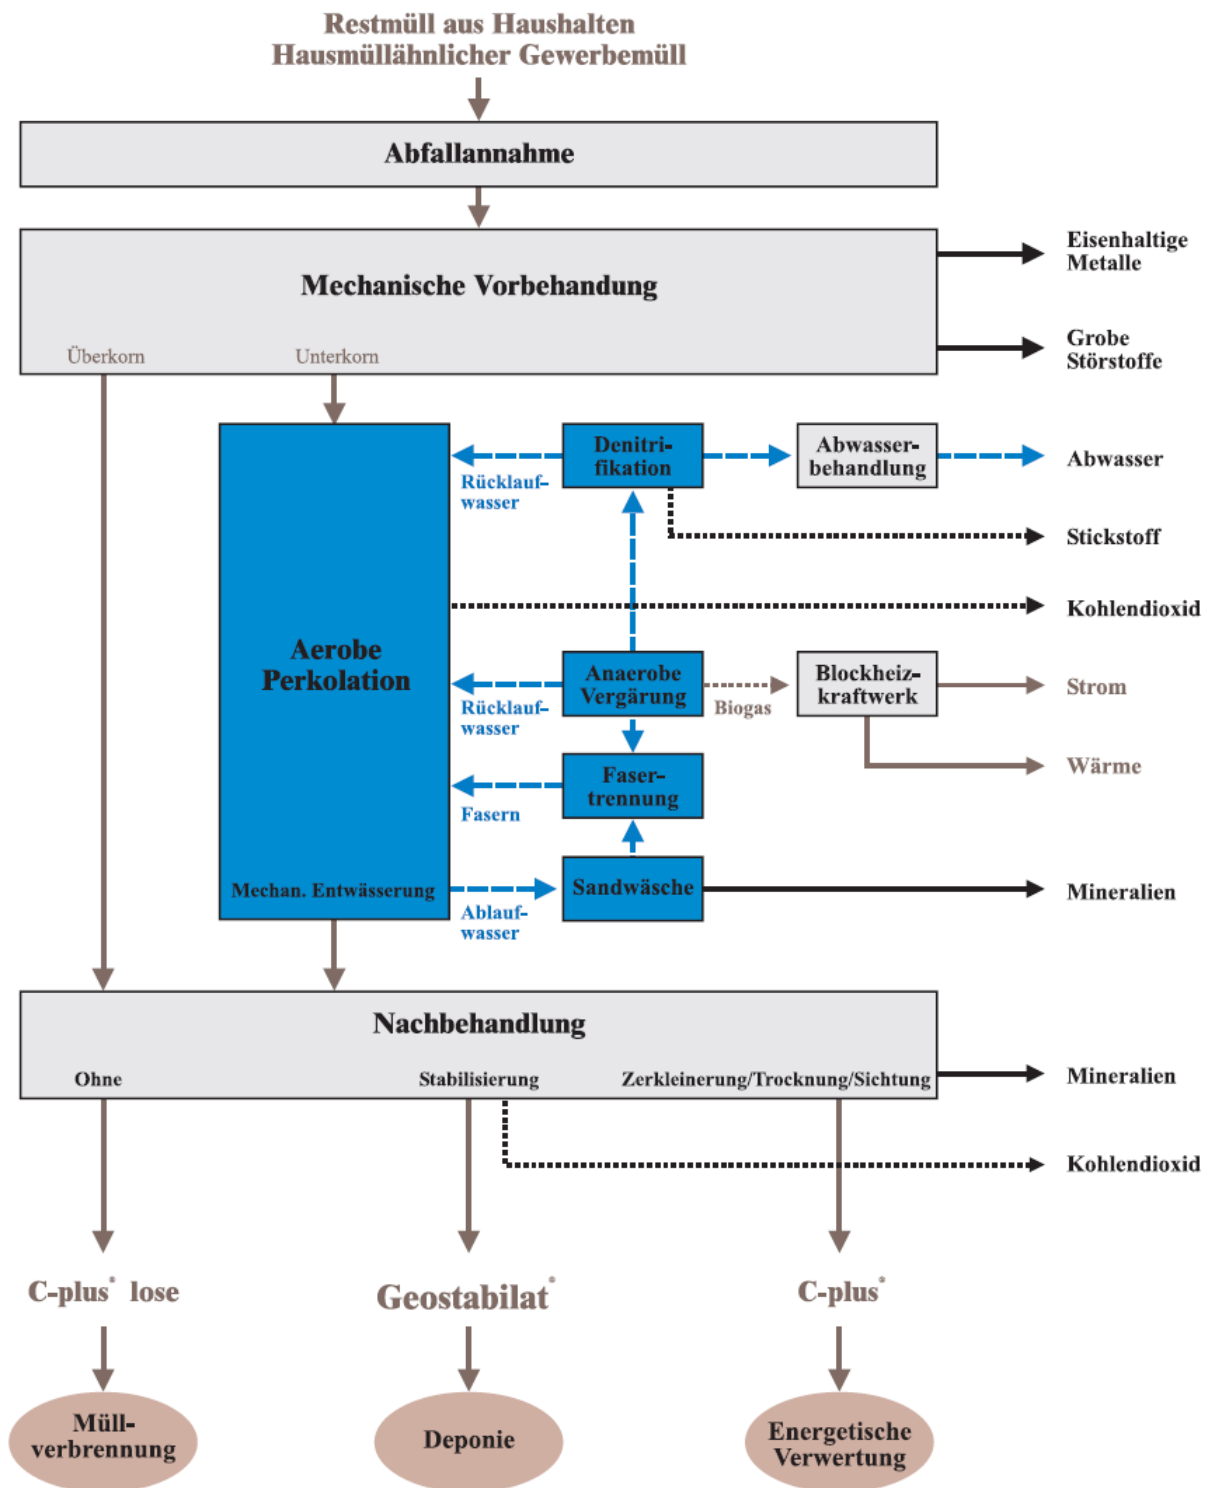 Restmüll aus Haushalten
Hausmüllähnlicher Gewerbemüll
Abfallannahme
Mechanische Vorbehandung
Eisenhaltige
Metalle
Grobe
Störstoffe
Überkorn
Unterkorn
Denitri-
fikation
Abwasser-
behandlung
Abwasser
Rücklauf-
wasser
Stickstoff
Kohlendioxid
Aerobe
Perkolation
Anaerobe
Vergärung
Biogas
Blockheiz-
kraftwerk
Strom
Rücklauf-
wasser
Wärme
Faser-
trennung
Fasern
Mechan. Entwässerung
Sandwäsche
Mineralien
Ablauf-
wasser
Nachbehandlung
Ohne
Stabilisierung
Zerkleinerung/Trocknung/Sichtung
Mineralien
Kohlendioxid
C-plus® lose
Geostabilat®
C-plus®
Müll-
verbrennung
Deponie
Energetische
Verwertung